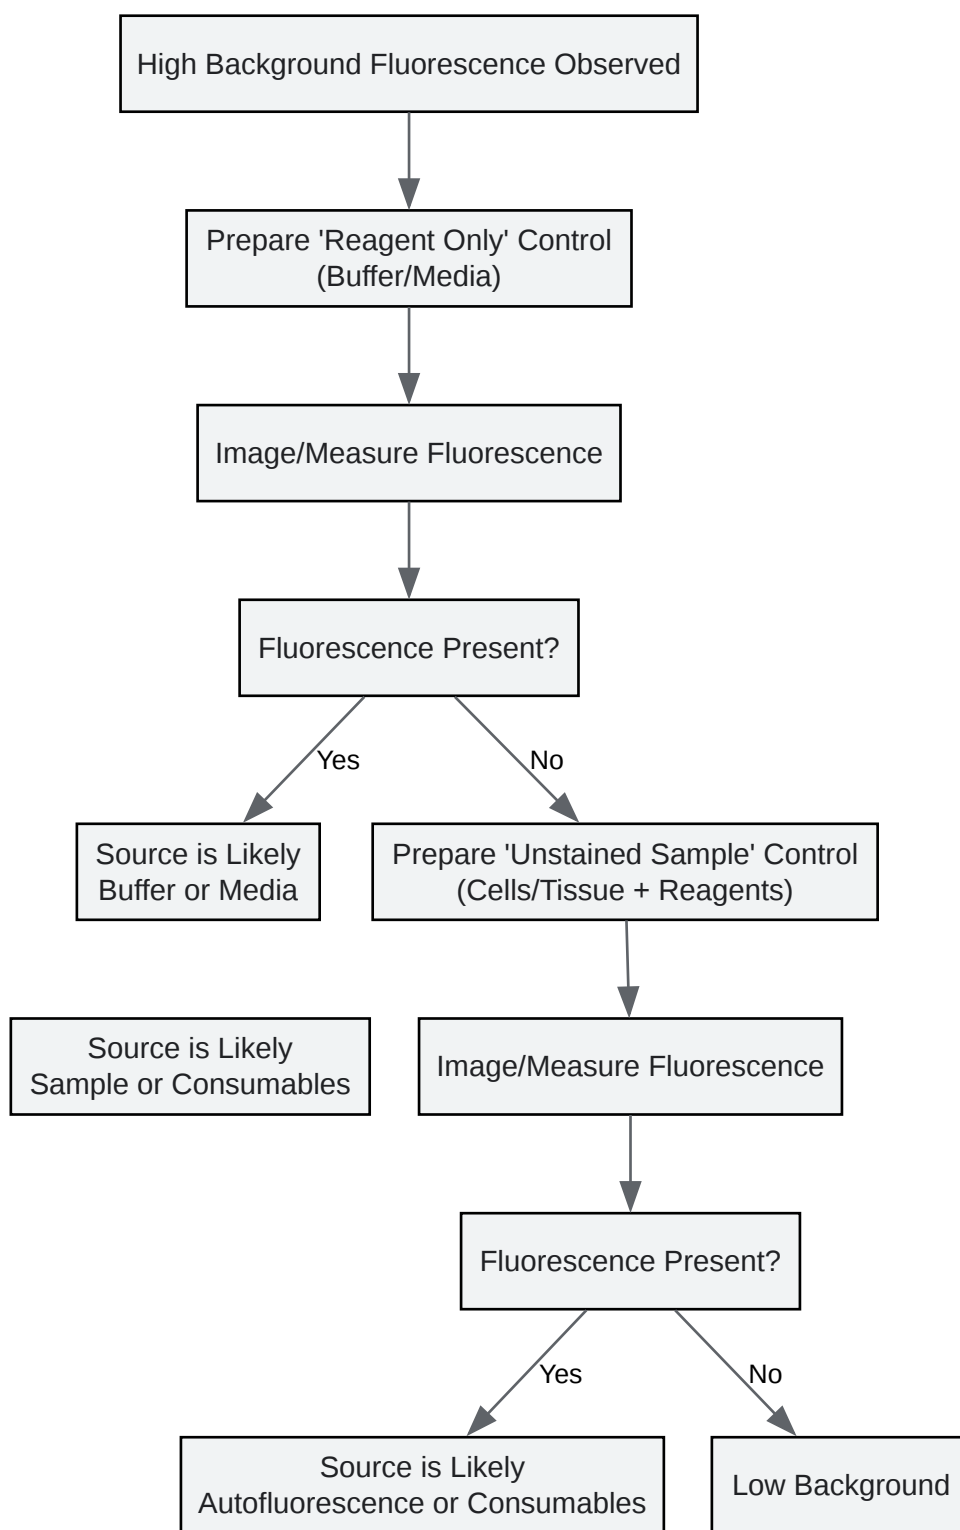 High Background Fluorescence Observed
Prepare 'Reagent Only' Control
(Buffer/Media)
Image/Measure Fluorescence
Fluorescence Present?
Yes
No
Source is Likely
Buffer or Media
Prepare 'Unstained Sample' Control
(Cells/Tissue + Reagents)
Source is Likely
Sample or Consumables
Image/Measure Fluorescence
Fluorescence Present?
Yes
No
Source is Likely
Autofluorescence or Consumables
Low Background